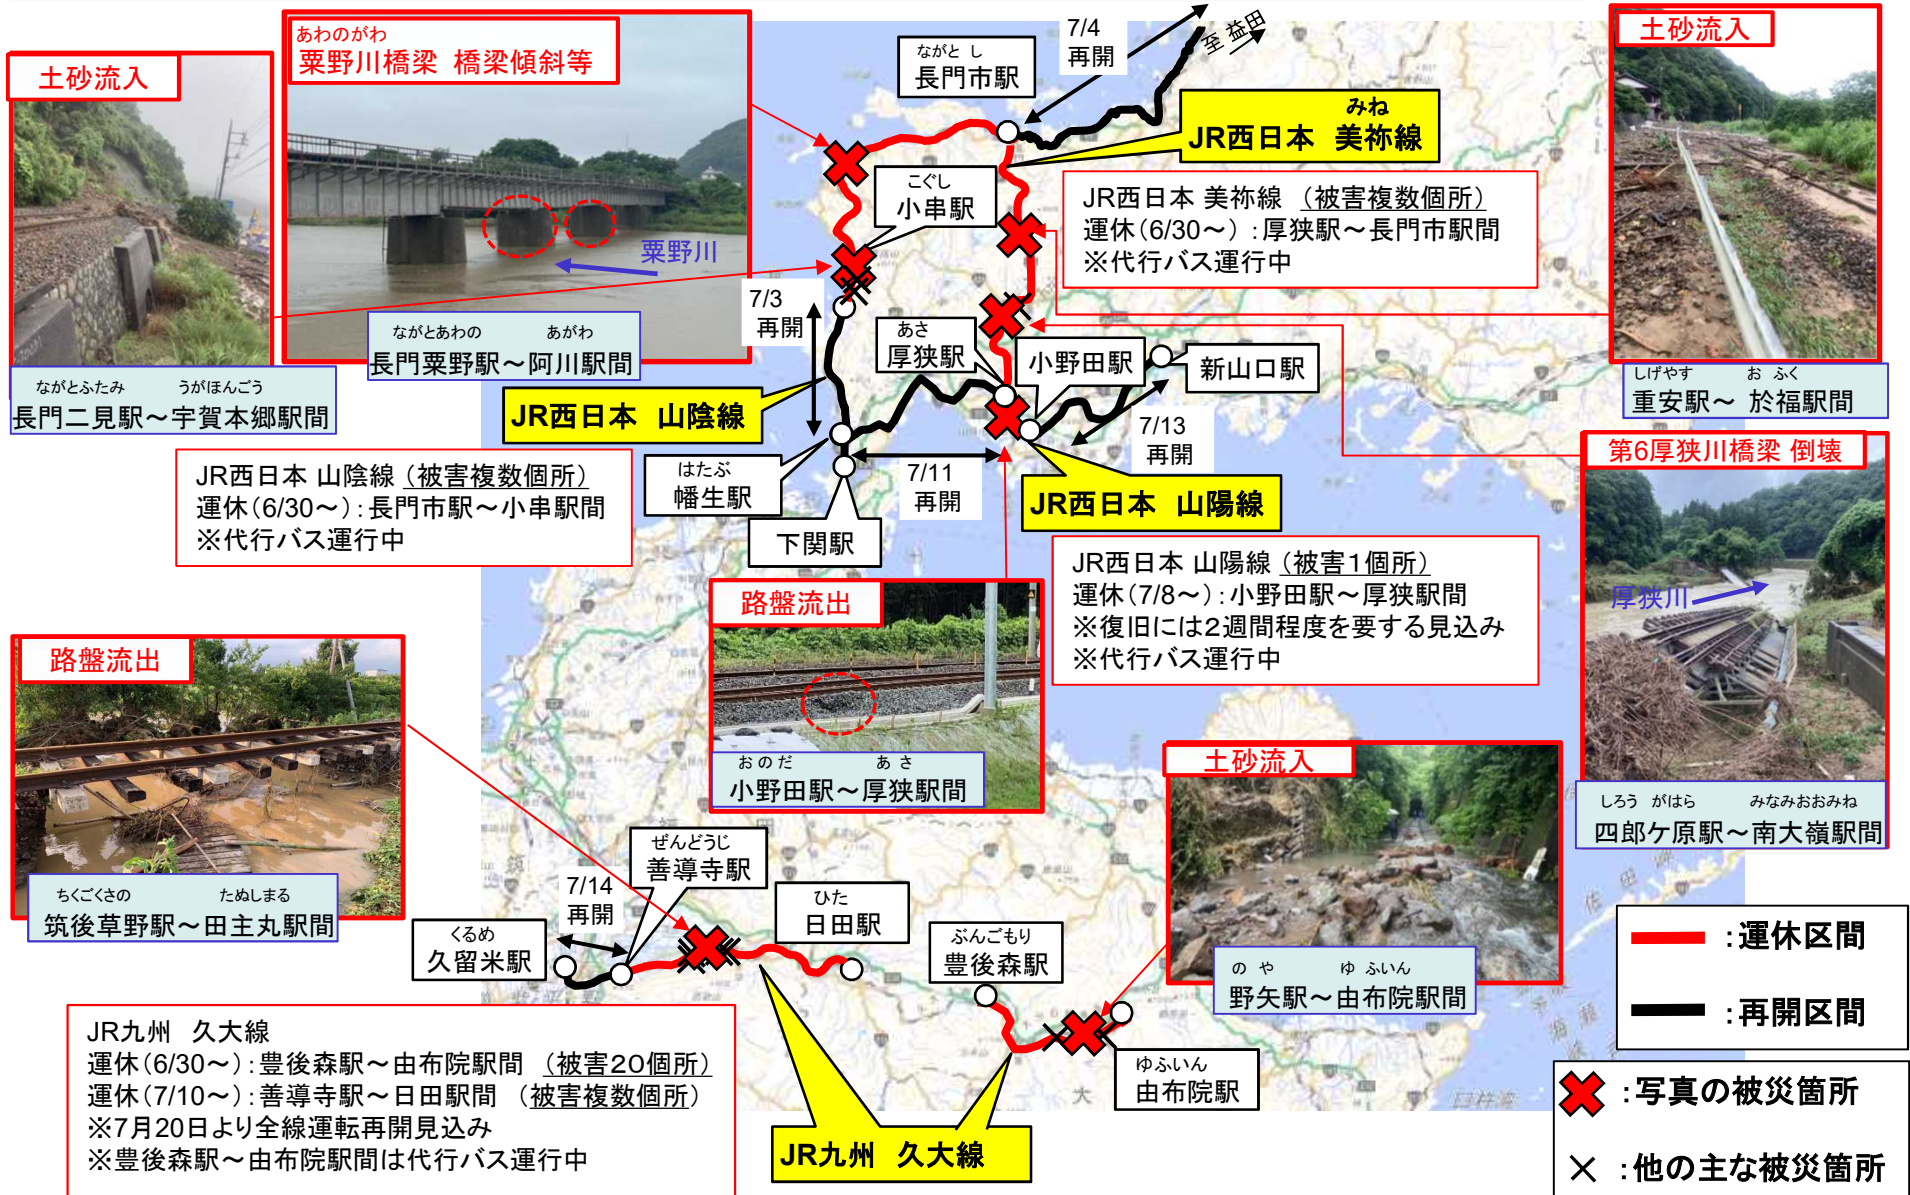 土砂流入
ながとふたみ　うがほんごう
長門二見駅～宇賀本郷駅間
あわのがわ
粟野川橋梁 橋梁傾斜等
粟野川
ながとあわの　あがわ
長門粟野駅～阿川駅間
ながと し
長門市駅
7/4
再開
至 益田
みね
JR西日本 美祢線
こぐし
小串駅
JR西日本 美祢線 （被害複数個所）
運休(6/30～)：厚狭駅～長門市駅間
※代行バス運行中
土砂流入
しげやす　お ふく
重安駅～ 於福駅間
7/3
再開
あさ
厚狭駅
小野田駅
新山口駅
JR西日本 山陰線
7/13
再開
7/11
再開
はたぶ
幡生駅
下関駅
JR西日本 山陽線
JR西日本 山陰線（被害複数個所）
運休(6/30～)：長門市駅～小串駅間
※代行バス運行中
第6厚狭川橋梁 倒壊
厚狭川
しろう がはら　みなみおおみね
四郎ケ原駅～南大嶺駅間
JR西日本 山陽線（被害1個所）
運休(7/8～)：小野田駅～厚狭駅間
※復旧には2週間程度を要する見込み
※代行バス運行中
路盤流出
おのだ　あさ
小野田駅～厚狭駅間
路盤流出
ちくごくさの　たぬしまる
筑後草野駅～田主丸駅間
土砂流入
の や　ゆ ふいん
野矢駅～由布院駅間
7/14
再開
ぜんどうじ
善導寺駅
くるめ
久留米駅
ひた
日田駅
ぶんごもり
豊後森駅
ゆふいん
由布院駅
JR九州 久大線
JR九州 久大線
運休(6/30～)：豊後森駅～由布院駅間 （被害20個所）
運休(7/10～)：善導寺駅～日田駅間 （被害複数個所）
※7月20日より全線運転再開見込み
※豊後森駅～由布院駅間は代行バス運行中
：運休区間
：再開区間
：写真の被災箇所
：他の主な被災箇所